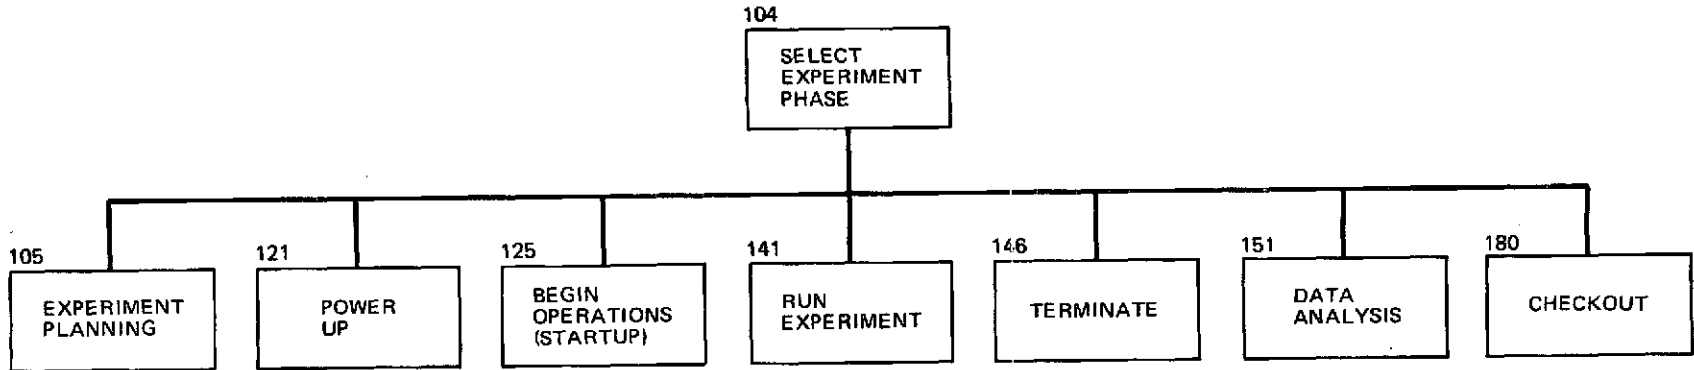 104
SELECT
EXPERIMENT
PHASE
105
EXPERIMENT
PLANNING
121
POWER
UP
125
BEGIN
OPERATIONS
(STARTUP)
141
RUN
EXPERIMENT
146
TERMINATE
151
DATA
ANALYSIS
180
CHECKOUT